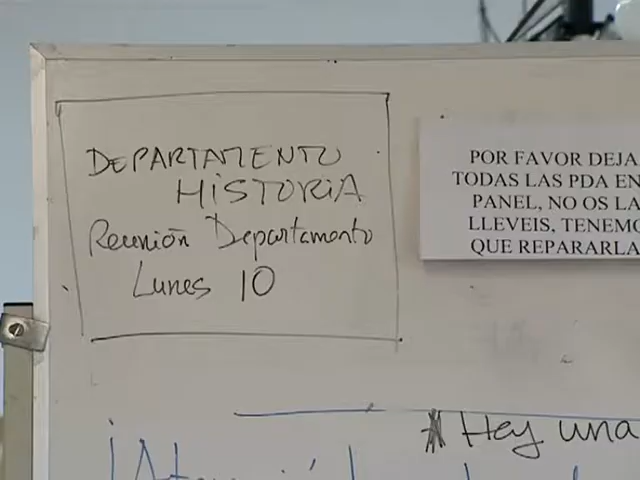 DEPARTAMENTO
HISTORIA
Reunión Departamento
Lunes 10
POR FAVOR DEJA
TODAS LAS PDA EN
PANEL, NO OS LA
LLEVEIS, TENEMO
QUE REPARARLA
* Hay una